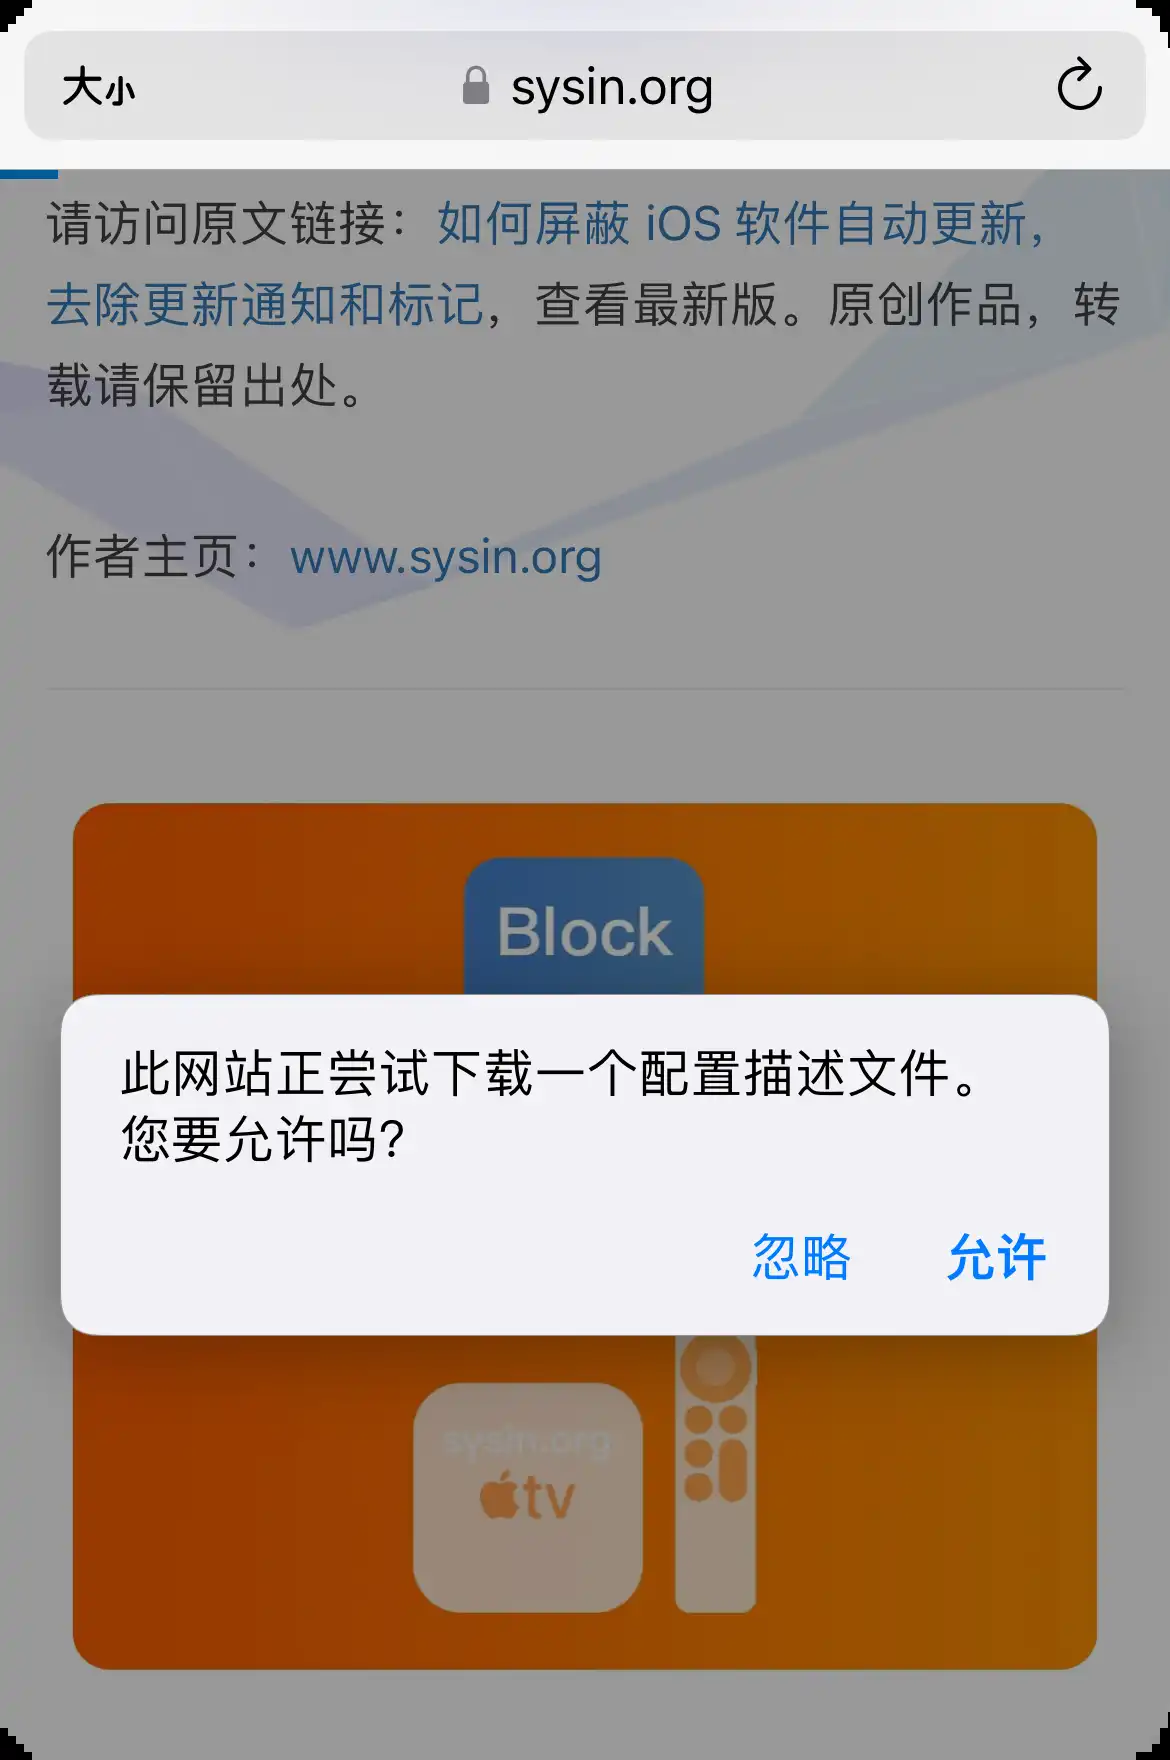 大小
sysin.org
请访问原文链接：如何屏蔽 iOS 软件自动更新，
去除更新通知和标记，查看最新版。原创作品，转
载请保留出处。
作者主页：www.sysin.org
Block
此网站正尝试下载一个配置描述文件。
您要允许吗？
忽略
允许
sysin.org
tv